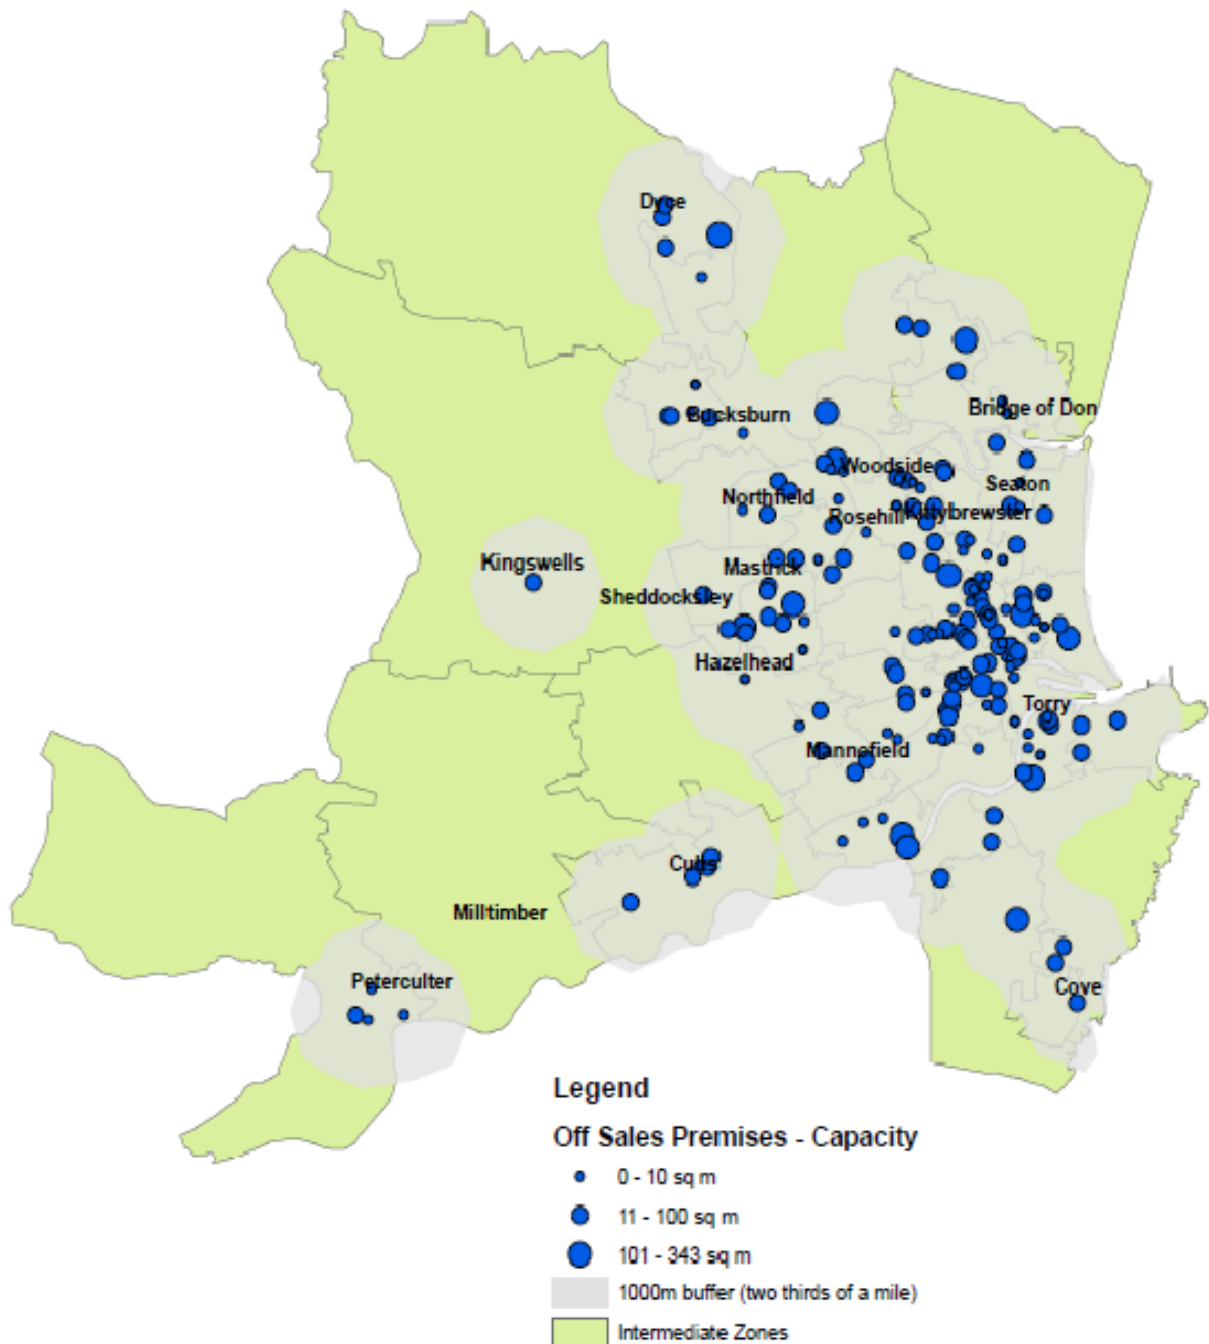 Dyce
Bridge of Don
Bucksburn
Woodside
Seaton
Northfield
Rosehill
Kittybrewster
Kingswells
Mastrick
Sheddocksley
Hazelhead
Torry
Mannofield
Cults
Milltimber
Peterculter
Cove
Legend
Off Sales Premises - Capacity
0 - 10 sq m
11 - 100 sq m
101 - 343 sq m
1000m buffer (two thirds of a mile)
Intermediate Zones